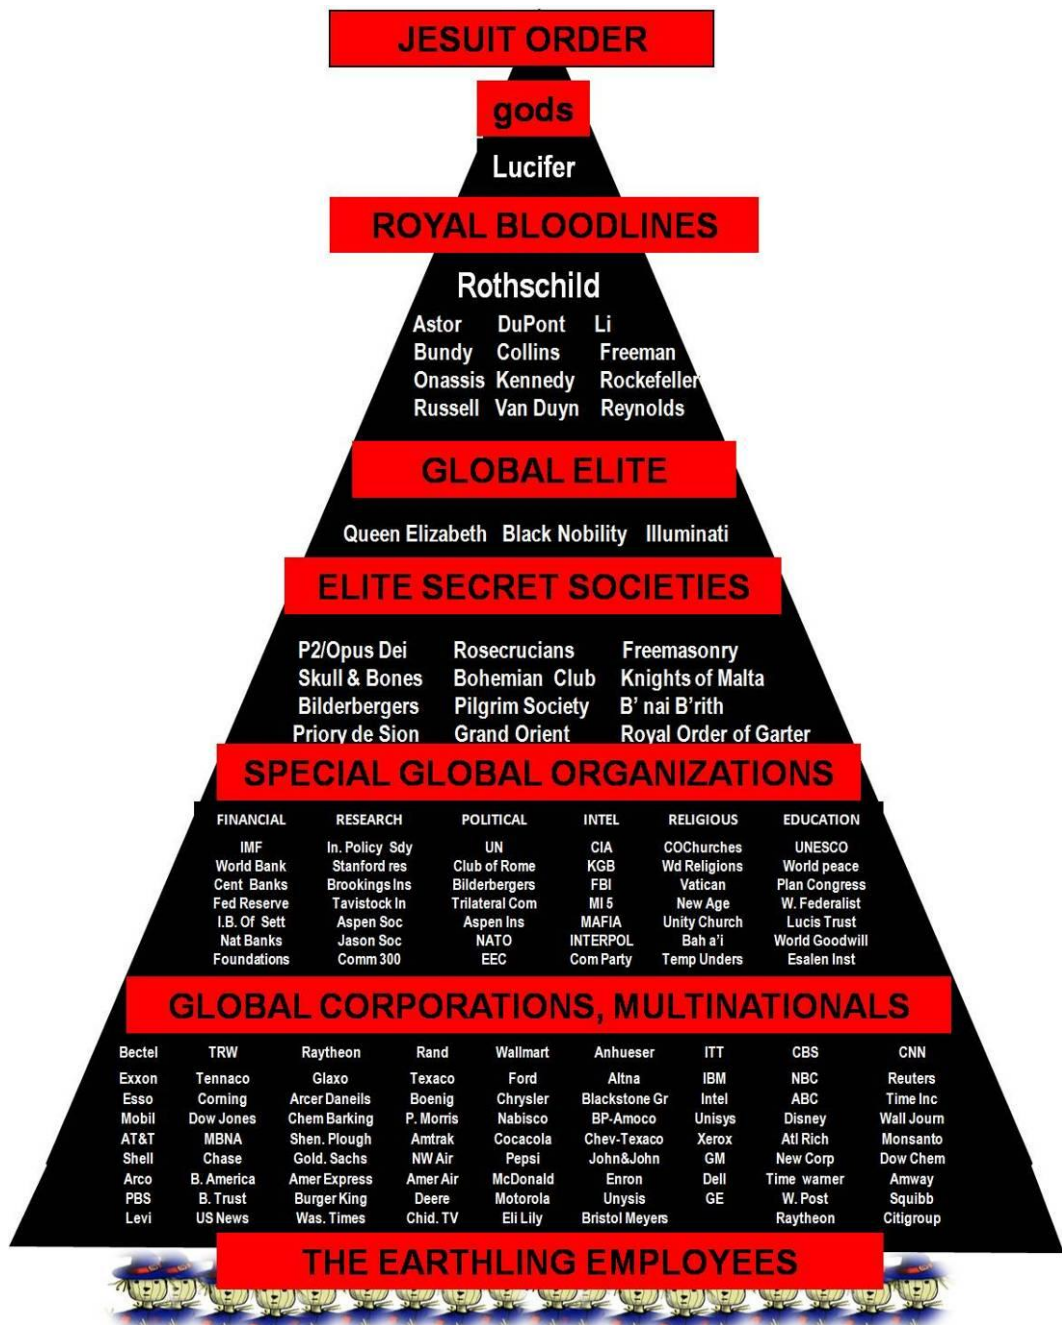 JESUIT ORDER
gods
Lucifer
ROYAL BLOODLINES
Rothschild
Astor DuPont Li
Bundy Collins Freeman
Onassis Kennedy Rockefeller
Russell Van Duyn Reynolds
GLOBAL ELITE
Queen Elizabeth Black Nobility Illuminati
ELITE SECRET SOCIETIES
P2/Opus Dei Rosecrucians Freemasonry
Skull & Bones Bohemian Club Knights of Malta
Bilderbergers Pilgrim Society B' nai B'rith
Priory de Sion Grand Orient Royal Order of Garter
SPECIAL GLOBAL ORGANIZATIONS
FINANCIAL RESEARCH POLITICAL INTEL RELIGIOUS EDUCATION
IMF In. Policy Sdy UN CIA COChurches UNESCO
World Bank Stanford res Club of Rome KGB Wd Religions World peace
Cent Banks Brookings Ins Bilderbergers FBI Vatican Plan Congress
Fed Reserve Tavistock In Trilateral Com MI 5 New Age W. Federalist
I.B. Of Sett Aspen Soc Aspen Ins MAFIA Unity Church Lucis Trust
Nat Banks Jason Soc NATO INTERPOL Bah a'i World Goodwill
Foundations Comm 300 EEC Com Party Temp Unders Esalen Inst
GLOBAL CORPORATIONS, MULTINATIONALS
Bectel TRW Raytheon Rand Wallmart Anhueser ITT CBS CNN
Exxon Tennaco Glaxo Texaco Ford Altna IBM NBC Reuters
Esso Corning Arcer Daneils Boenig Chrysler Blackstone Gr Intel ABC Time Inc
Mobil Dow Jones Chem Barking P. Morris Nabisco BP-Amoco Unisys Disney Wall Journ
AT&T MBNA Shen. Plough Amtrak Cocacola Chev-Texaco Xerox Atl Rich Monsanto
Shell Chase Gold. Sachs NW Air Pepsi John&John GM New Corp Dow Chem
Arco B. America Amer Express Amer Air McDonald Enron Dell Time warner Amway
PBS B. Trust Burger King Deere Motorola Unysis GE W. Post Squibb
Levi US News Was. Times Chid. TV Eli Lily Bristol Meyers Raytheon Citigroup
THE EARTHLING EMPLOYEES